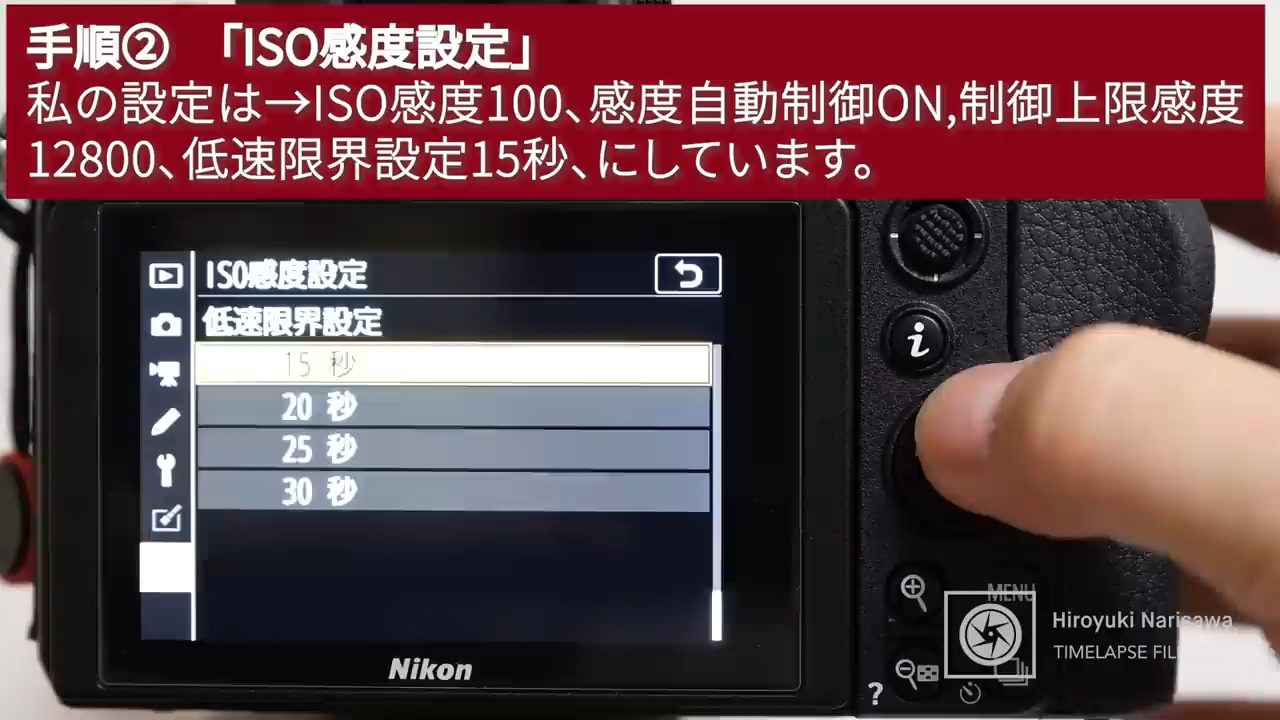 手順② 「ISO感度設定」
私の設定は→ISO感度100、感度自動制御ON,制御上限感度
12800、低速限界設定15秒、にしています。
ISO感度設定
低速限界設定
15 秒
20 秒
25 秒
30 秒
i
MENU
Hiroyuki Narisawa
TIMELAPSE FIL
Nikon
?